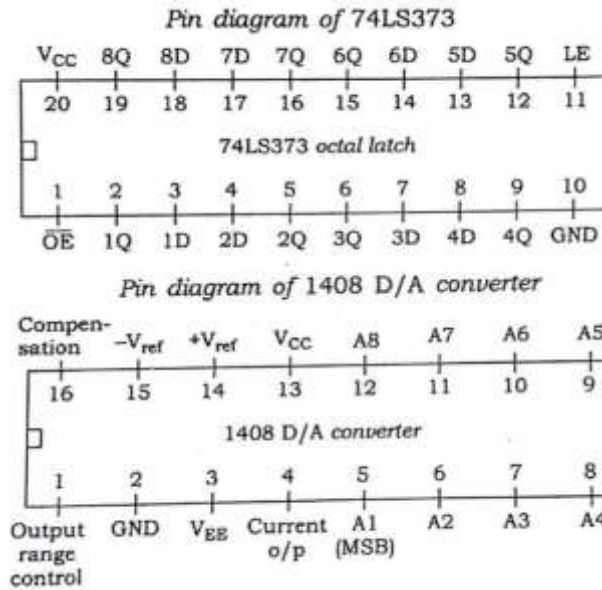 Pin diagram of 74LS373
VCC 8Q 8D 7D 7Q 6Q 6D 5D 5Q LE
20 19 18 17 16 15 14 13 12 11
74LS373 octal latch
1 2 3 4 5 6 7 8 9 10
OE 1Q 1D 2D 2Q 3Q 3D 4D 4Q GND
Pin diagram of 1408 D/A converter
Compen-
sation −Vref +Vref VCC A8 A7 A6 A5
16 15 14 13 12 11 10 9
1408 D/A converter
1 2 3 4 5 6 7 8
Output GND VEE Current A1 A2 A3 A4
range o/p (MSB)
control